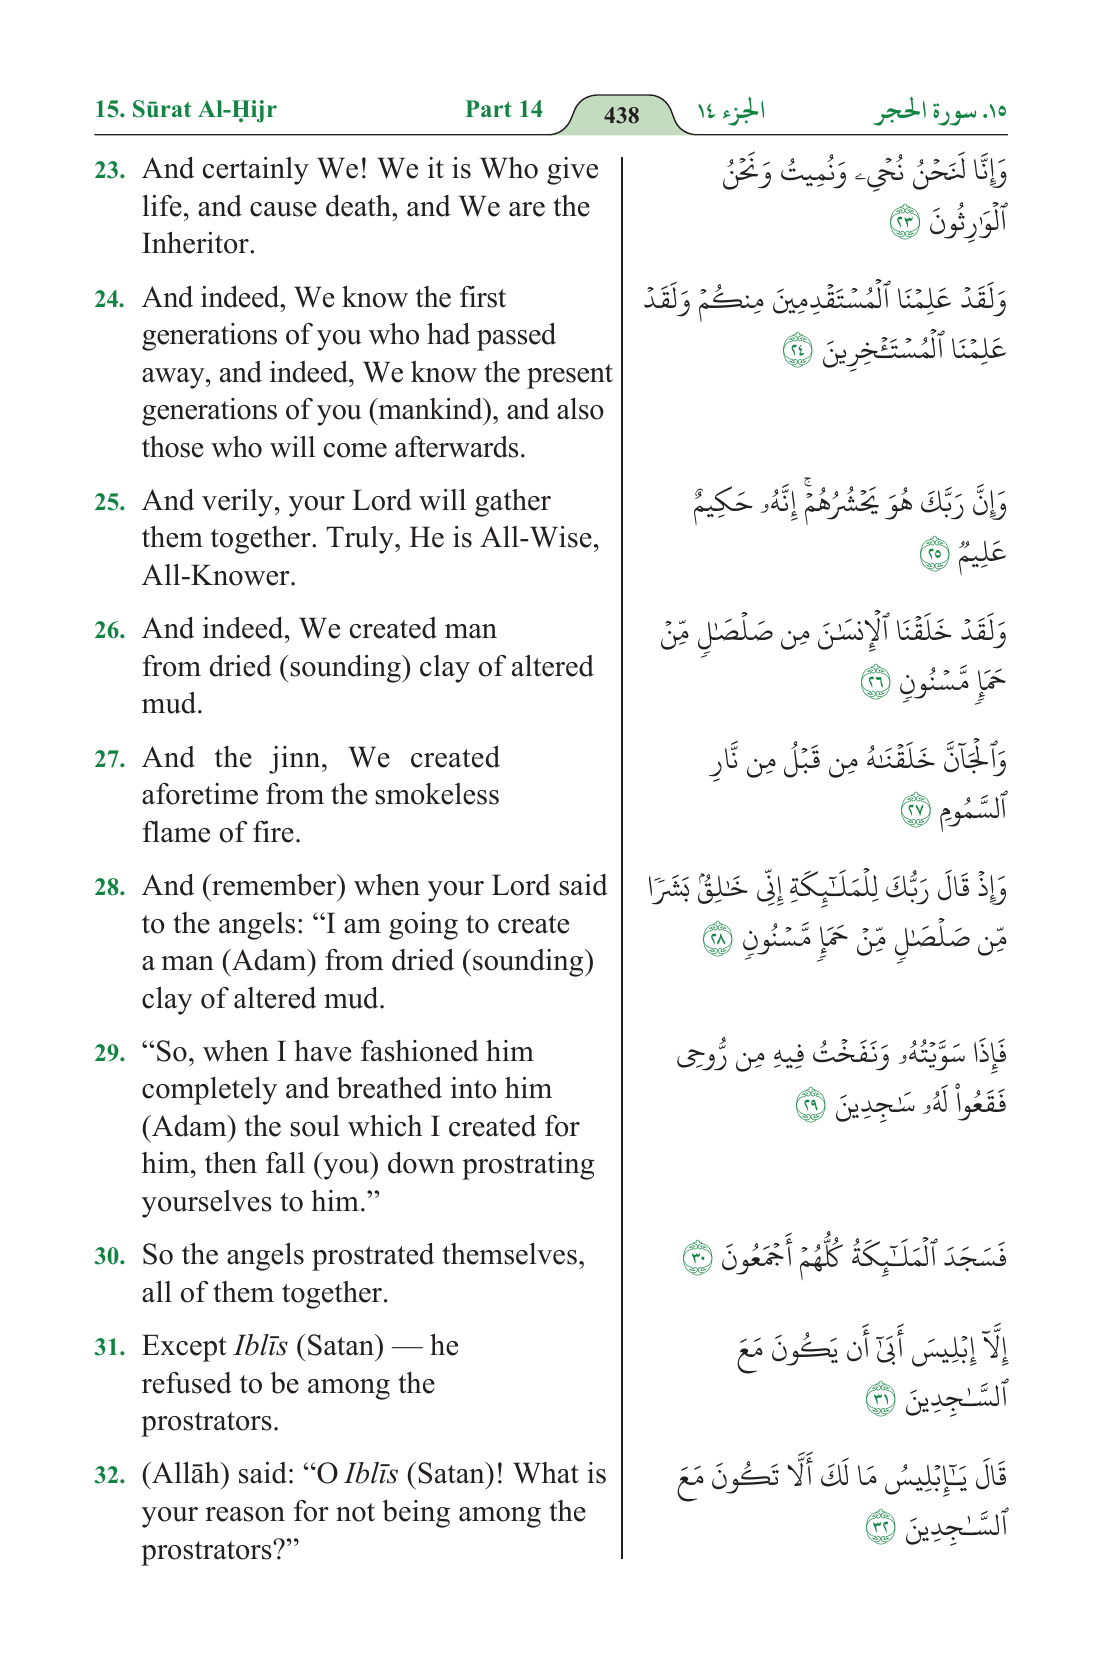 15. Sūrat Al-Ḥijr
Part 14
438
الجزء ١٤
١٥. سورة الحجر
23. And certainly We! We it is Who give
life, and cause death, and We are the
Inheritor.
وَإِنَّا لَنَحۡنُ نُحۡيِۦ وَنُمِيتُ وَنَحۡنُ
ٱلۡوَٰرِثُونَ ٢٣
24. And indeed, We know the first
generations of you who had passed
away, and indeed, We know the present
generations of you (mankind), and also
those who will come afterwards.
وَلَقَدۡ عَلِمۡنَا ٱلۡمُسۡتَقۡدِمِينَ مِنكُمۡ وَلَقَدۡ
عَلِمۡنَا ٱلۡمُسۡتَـٔۡخِرِينَ ٢٤
25. And verily, your Lord will gather
them together. Truly, He is All-Wise,
All-Knower.
وَإِنَّ رَبَّكَ هُوَ يَحۡشُرُهُمۡۚ إِنَّهُۥ حَكِيمٌ
عَلِيمٞ ٢٥
26. And indeed, We created man
from dried (sounding) clay of altered
mud.
وَلَقَدۡ خَلَقۡنَا ٱلۡإِنسَٰنَ مِن صَلۡصَٰلٖ مِّنۡ
حَمَإٖ مَّسۡنُونٖ ٢٦
27. And the jinn, We created
aforetime from the smokeless
flame of fire.
وَٱلۡجَآنَّ خَلَقۡنَٰهُ مِن قَبۡلُ مِن نَّارِ
ٱلسَّمُومِ ٢٧
28. And (remember) when your Lord said
to the angels: “I am going to create
a man (Adam) from dried (sounding)
clay of altered mud.
وَإِذۡ قَالَ رَبُّكَ لِلۡمَلَٰٓئِكَةِ إِنِّي خَٰلِقُۢ بَشَرٗا
مِّن صَلۡصَٰلٖ مِّنۡ حَمَإٖ مَّسۡنُونٖ ٢٨
29. “So, when I have fashioned him
completely and breathed into him
(Adam) the soul which I created for
him, then fall (you) down prostrating
yourselves to him.”
فَإِذَا سَوَّيۡتُهُۥ وَنَفَخۡتُ فِيهِ مِن رُّوحِي
فَقَعُواْ لَهُۥ سَٰجِدِينَ ٢٩
30. So the angels prostrated themselves,
all of them together.
فَسَجَدَ ٱلۡمَلَٰٓئِكَةُ كُلُّهُمۡ أَجۡمَعُونَ ٣٠
31. Except Iblīs (Satan) — he
refused to be among the
prostrators.
إِلَّآ إِبۡلِيسَ أَبَىٰٓ أَن يَكُونَ مَعَ
ٱلسَّٰجِدِينَ ٣١
32. (Allāh) said: “O Iblīs (Satan)! What is
your reason for not being among the
prostrators?”
قَالَ يَٰٓإِبۡلِيسُ مَا لَكَ أَلَّا تَكُونَ مَعَ
ٱلسَّٰجِدِينَ ٣٢